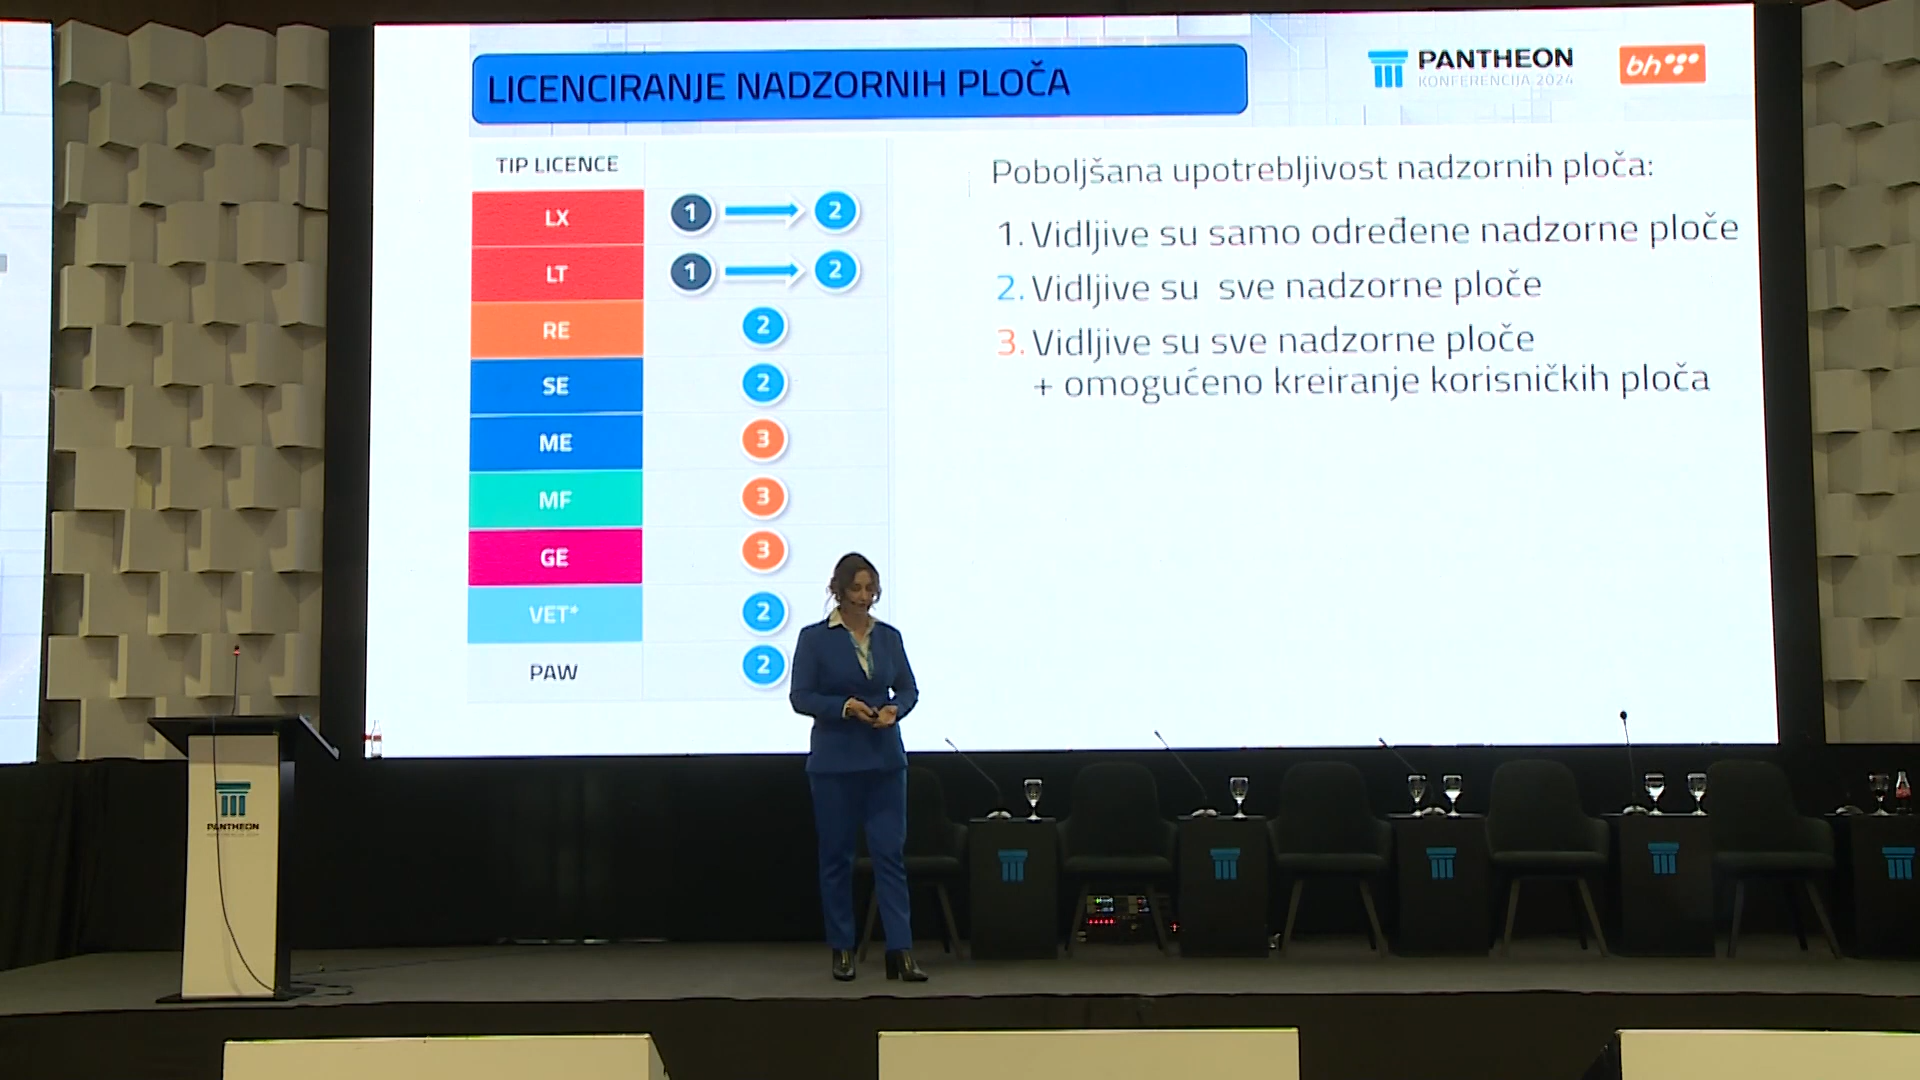 LICENCIRANJE NADZORNIH PLOČA
PANTHEON
KONFERENCIJA 2024
bh
TIP LICENCE
LX 1 2
LT 1 2
RE 2
SE 2
ME 3
MF 3
GE 3
VET* 2
PAW 2
Poboljšana upotrebljivost nadzornih ploča:
1. Vidljive su samo određene nadzorne ploče
2. Vidljive su sve nadzorne ploče
3. Vidljive su sve nadzorne ploče
+ omogućeno kreiranje korisničkih ploča
PANTHEON
KONFERENCIJA 2024